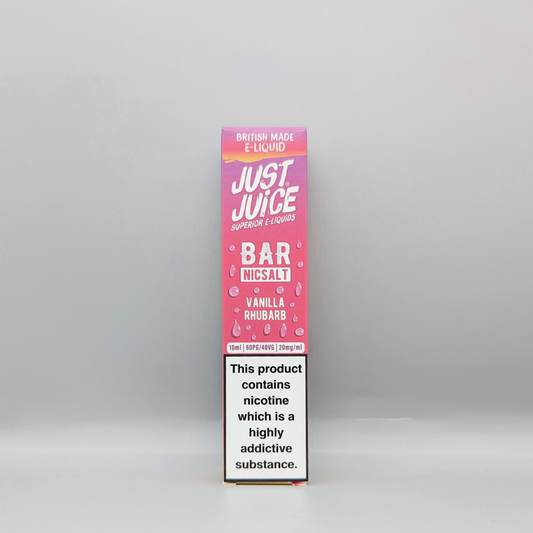 BRITISH MADE
E-LIQUID
JUST
JUiCE
SUPERIOR E-LIQUIDS
BAR
NICSALT
VANILLA
RHUBARB
10ml | 60PG/40VG | 20mg/ml
This product
contains
nicotine
which is a
highly
addictive
substance.